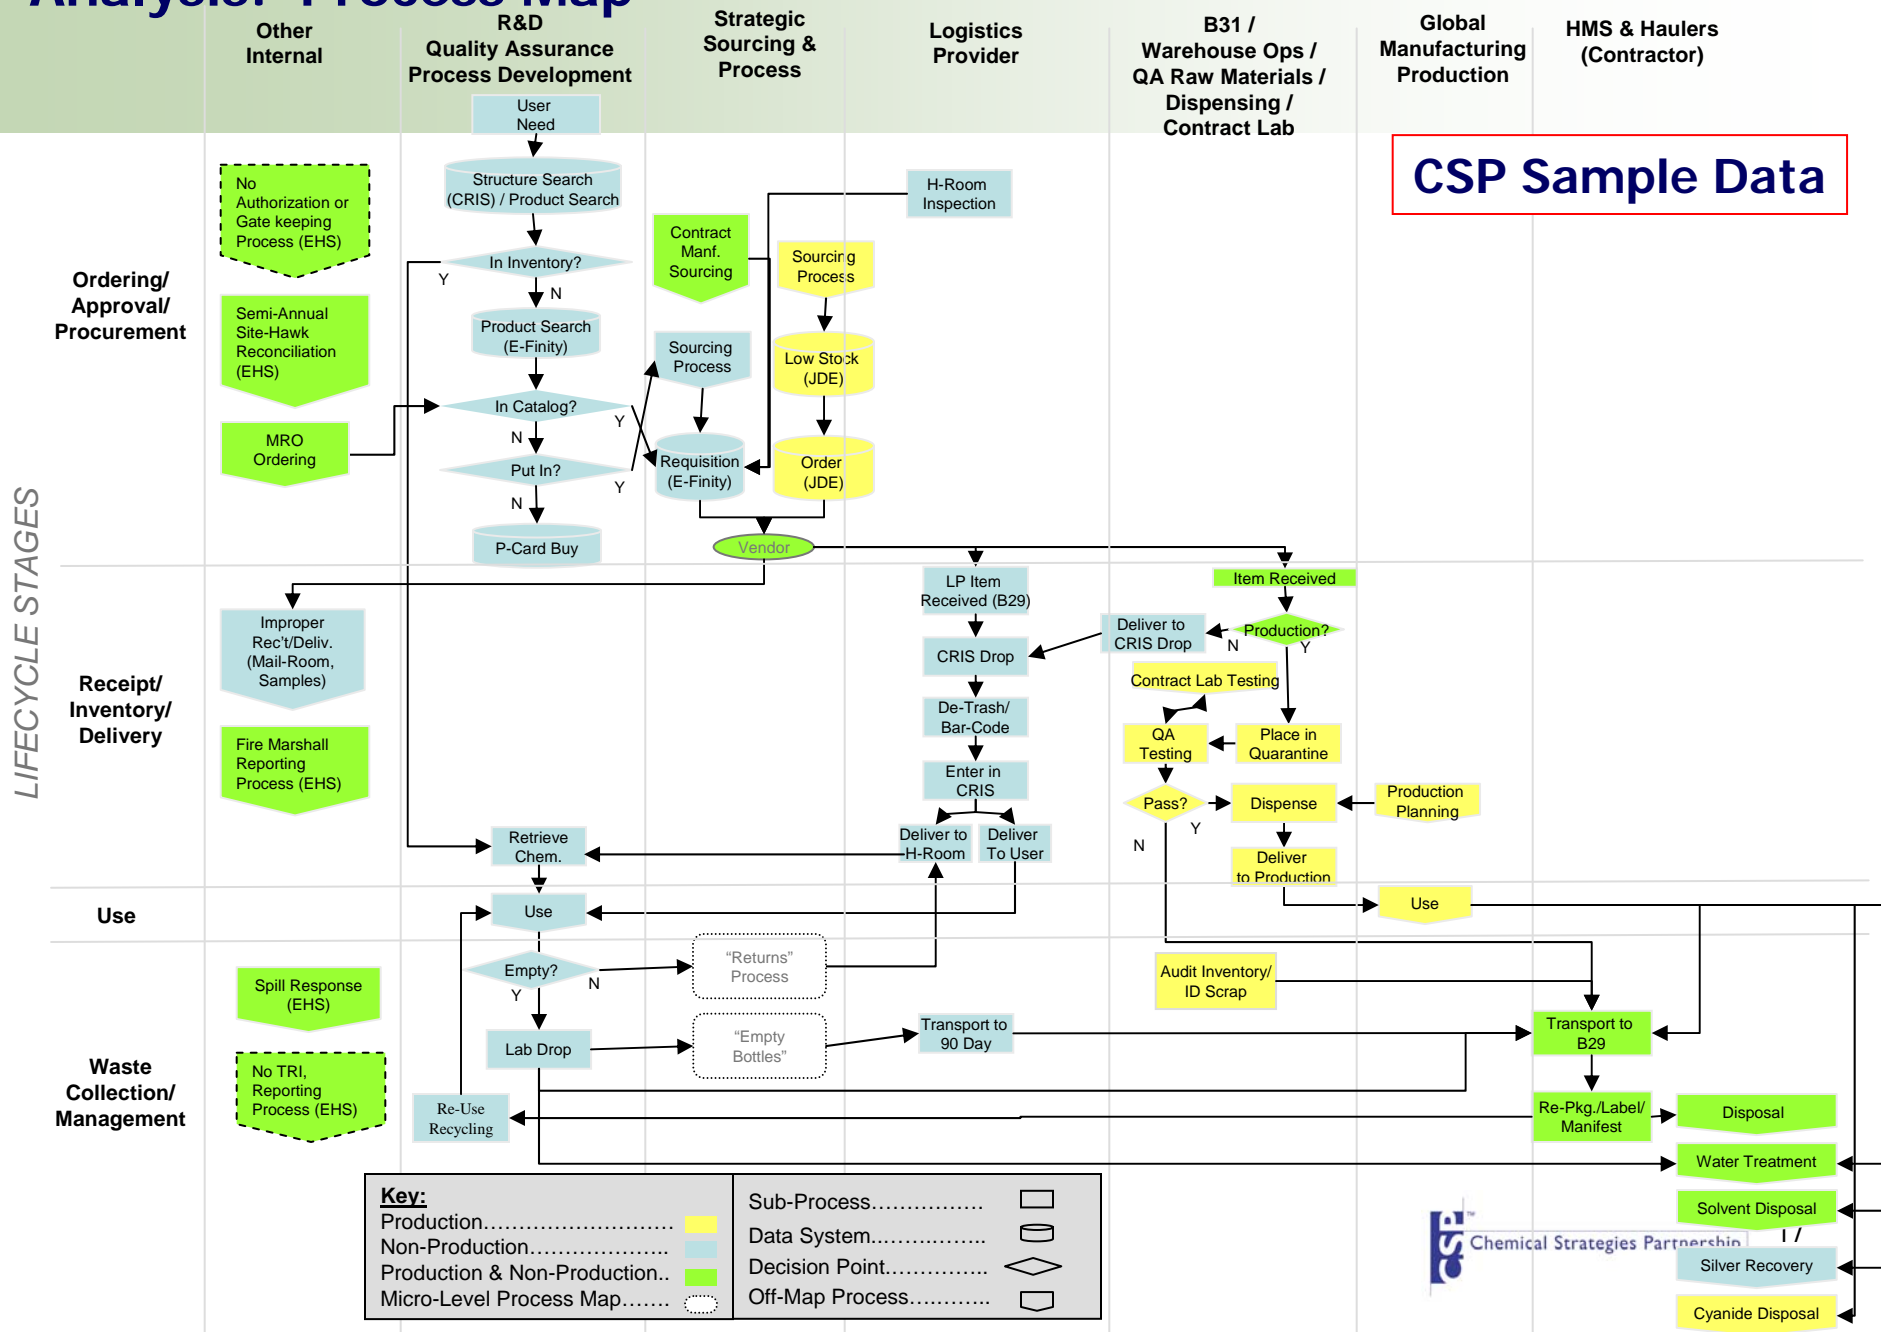 Analysis: Process Map
Other
Internal
R&D
Quality Assurance
Process Development
Strategic
Sourcing &
Process
Logistics
Provider
B31 /
Warehouse Ops /
QA Raw Materials /
Dispensing /
Contract Lab
Global
Manufacturing
Production
HMS & Haulers
(Contractor)
CSP Sample Data
LIFECYCLE STAGES
Ordering/
Approval/
Procurement
No
Authorization or
Gate keeping
Process (EHS)
Semi-Annual
Site-Hawk
Reconciliation
(EHS)
MRO
Ordering
User
Need
Structure Search
(CRIS) / Product Search
In Inventory?
Y
N
Product Search
(E-Finity)
In Catalog?
Y
N
Put In?
Y
N
P-Card Buy
Contract
Manf.
Sourcing
Sourcing
Process
Requisition
(E-Finity)
Sourcing
Process
Low Stock
(JDE)
Order
(JDE)
Vendor
H-Room
Inspection
Receipt/
Inventory/
Delivery
Improper
Rec't/Deliv.
(Mail-Room,
Samples)
Fire Marshall
Reporting
Process (EHS)
Retrieve
Chem.
LP Item
Received (B29)
CRIS Drop
De-Trash/
Bar-Code
Enter in
CRIS
Deliver to
H-Room
Deliver
To User
Item Received
Production?
N
Y
Deliver to
CRIS Drop
Contract Lab Testing
QA
Testing
Place in
Quarantine
Pass?
Y
N
Dispense
Production
Planning
Deliver
to Production
Use
Use
Use
Waste
Collection/
Management
Spill Response
(EHS)
No TRI,
Reporting
Process (EHS)
Empty?
N
Y
Lab Drop
Re-Use
Recycling
"Returns"
Process
"Empty
Bottles"
Transport to
90 Day
Audit Inventory/
ID Scrap
Transport to
B29
Re-Pkg./Label/
Manifest
Disposal
Water Treatment
Solvent Disposal
Silver Recovery
Cyanide Disposal
Key:
Production...........................
Non-Production....................
Production & Non-Production..
Micro-Level Process Map.......
Sub-Process................
Data System.................
Decision Point...............
Off-Map Process............
CSP
TM
Chemical Strategies Partnership